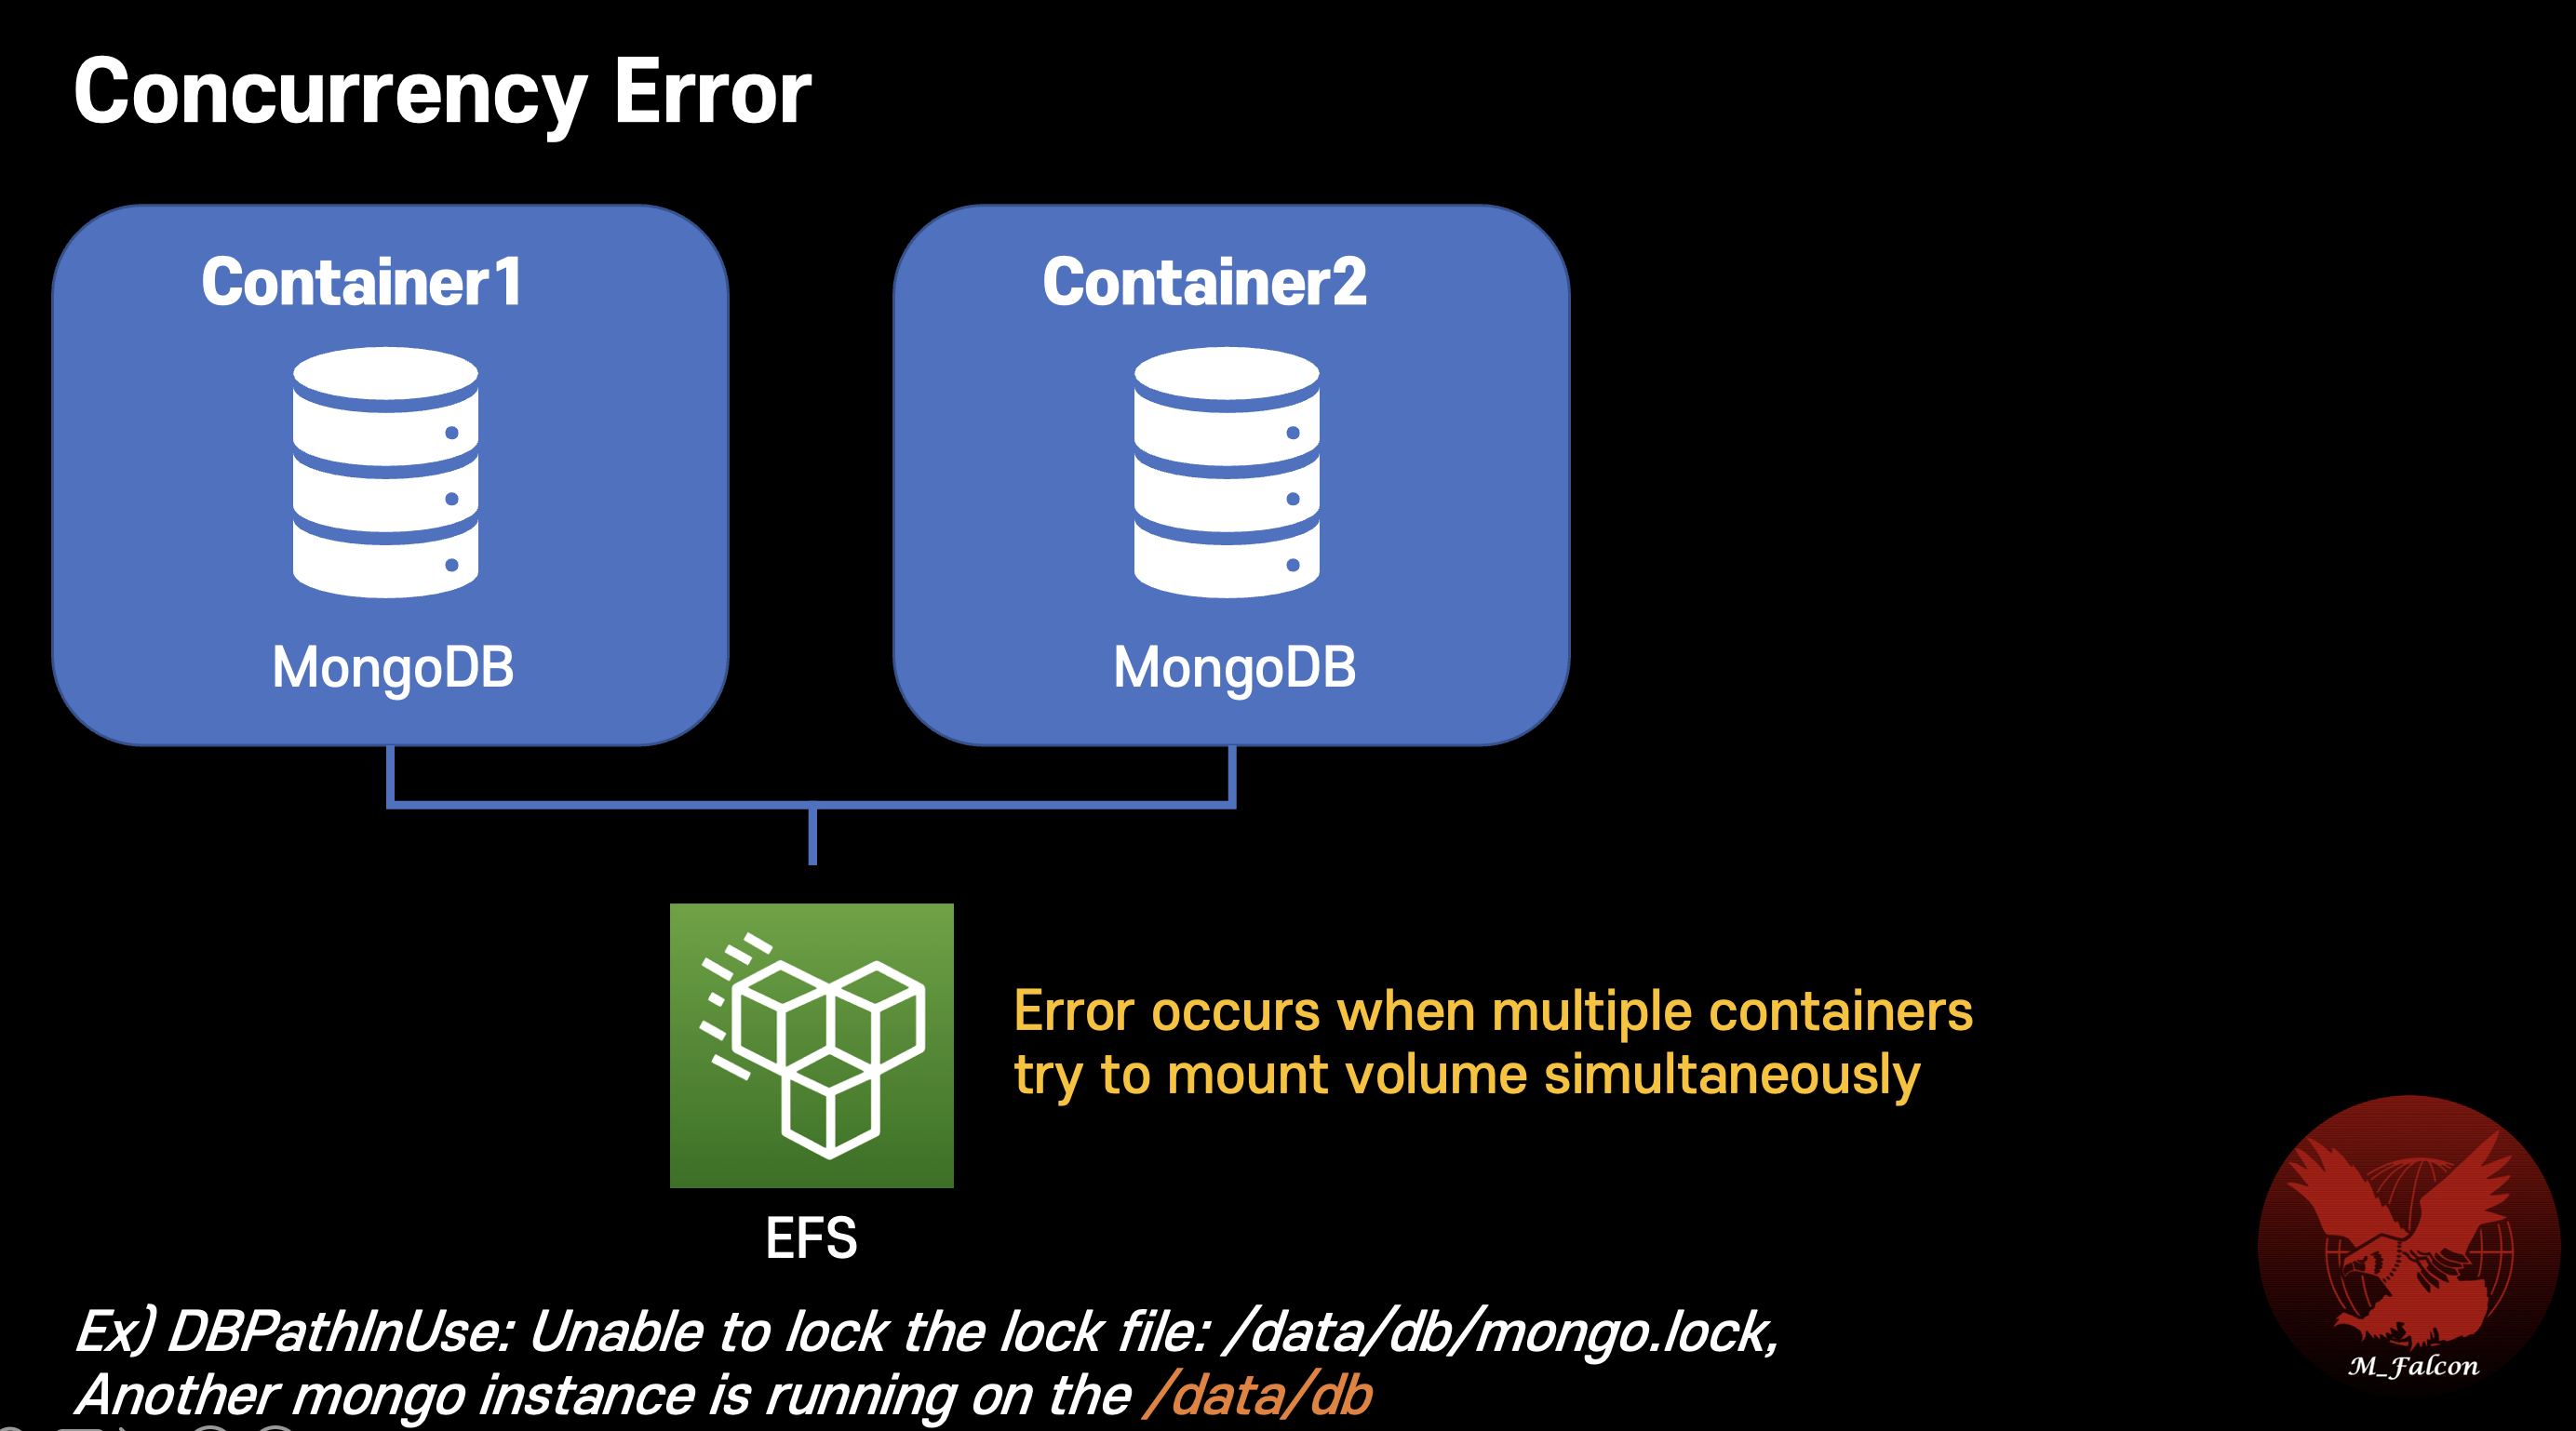 Concurrency Error
Container1
Container2
MongoDB
MongoDB
Error occurs when multiple containers
try to mount volume simultaneously
EFS
Ex) DBPathInUse: Unable to lock the lock file: /data/db/mongo.lock,
Another mongo instance is running on the /data/db
M_Falcon